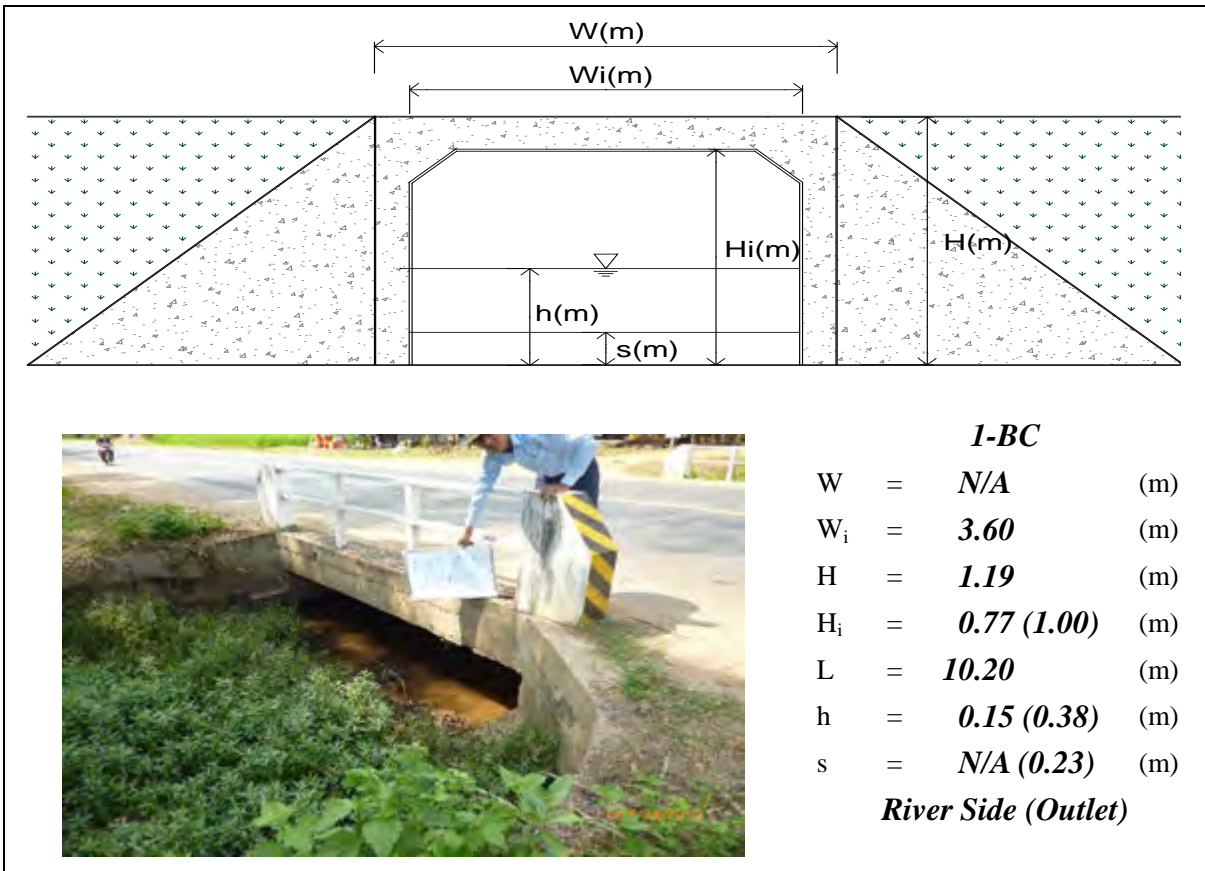 W(m)
Wi(m)
Hi(m)
H(m)
h(m)
s(m)
1-BC
W = N/A (m)
Wi = 3.60 (m)
H = 1.19 (m)
Hi = 0.77 (1.00) (m)
L = 10.20 (m)
h = 0.15 (0.38) (m)
s = N/A (0.23) (m)
River Side (Outlet)